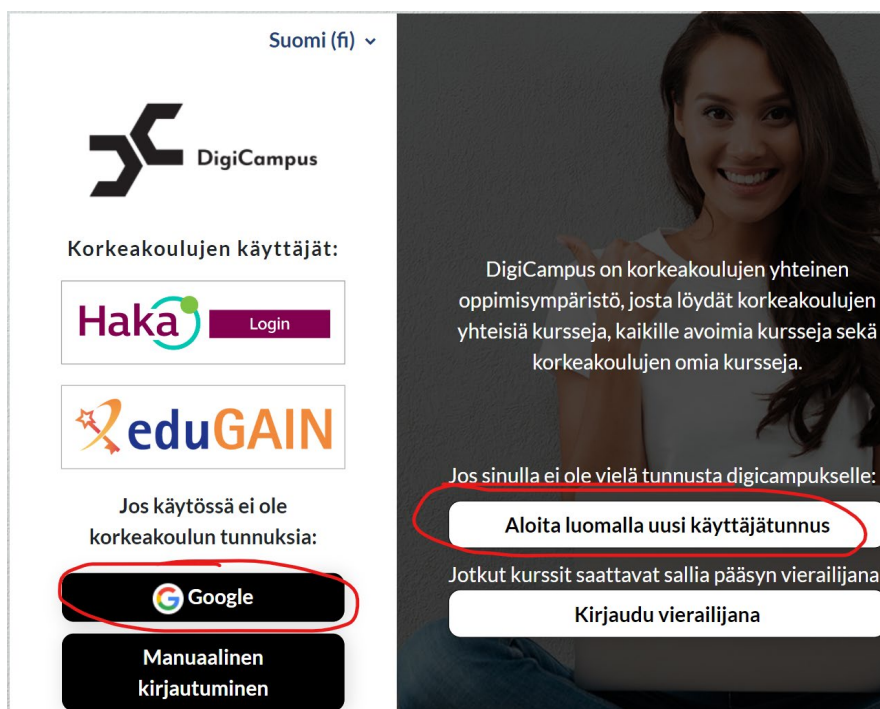 Suomi (fi)
DigiCampus
Korkeakoulujen käyttäjät:
Haka Login
eduGAIN
Jos käytössä ei ole
korkeakoulun tunnuksia:
Google
Manuaalinen
kirjautuminen
DigiCampus on korkeakoulujen yhteinen
oppimisympäristö, josta löydät korkeakoulujen
yhteisiä kursseja, kaikille avoimia kursseja sekä
korkeakoulujen omia kursseja.
Jos sinulla ei ole vielä tunnusta digicampukselle:
Aloita luomalla uusi käyttäjätunnus
Jotkut kurssit saattavat sallia pääsyn vierailijana
Kirjaudu vierailijana